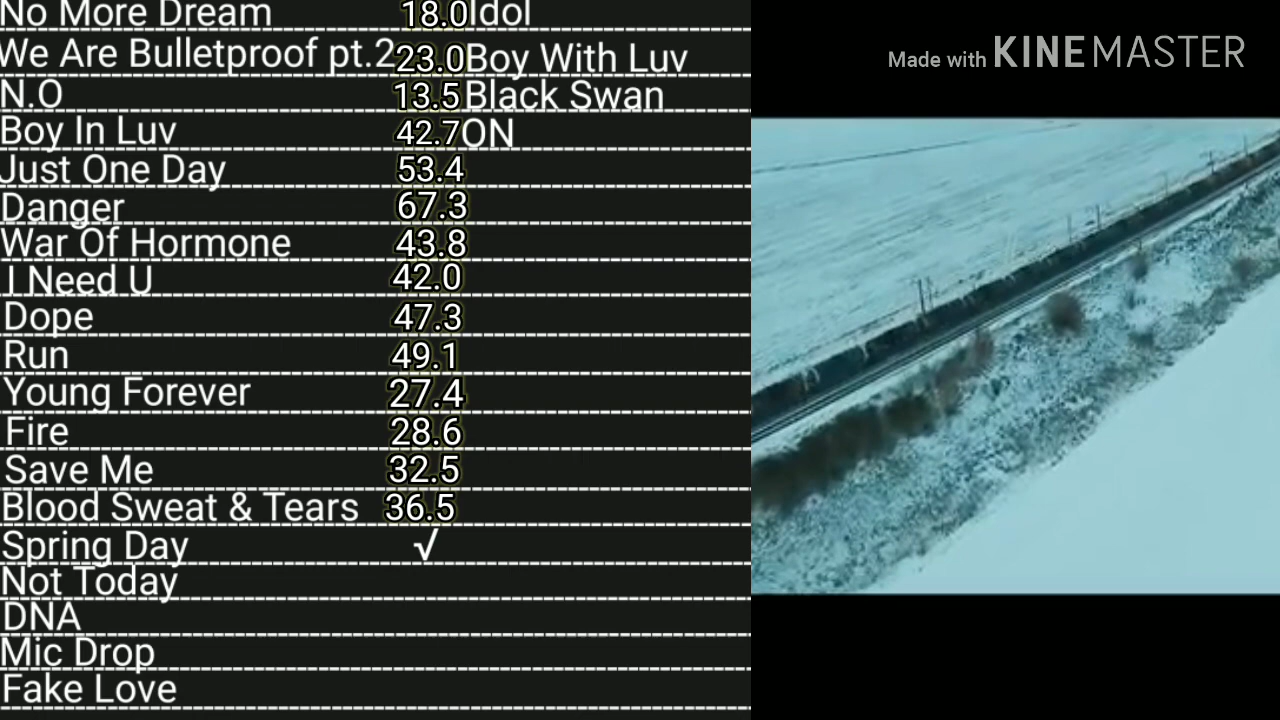 No More Dream 18.0 Idol
We Are Bulletproof pt.2 23.0 Boy With Luv
N.O 13.5 Black Swan
Boy In Luv 42.7 ON
Just One Day 53.4
Danger 67.3
War Of Hormone 43.8
I Need U 42.0
Dope 47.3
Run 49.1
Young Forever 27.4
Fire 28.6
Save Me 32.5
Blood Sweat & Tears 36.5
Spring Day √
Not Today
DNA
Mic Drop
Fake Love
Made with KINEMASTER